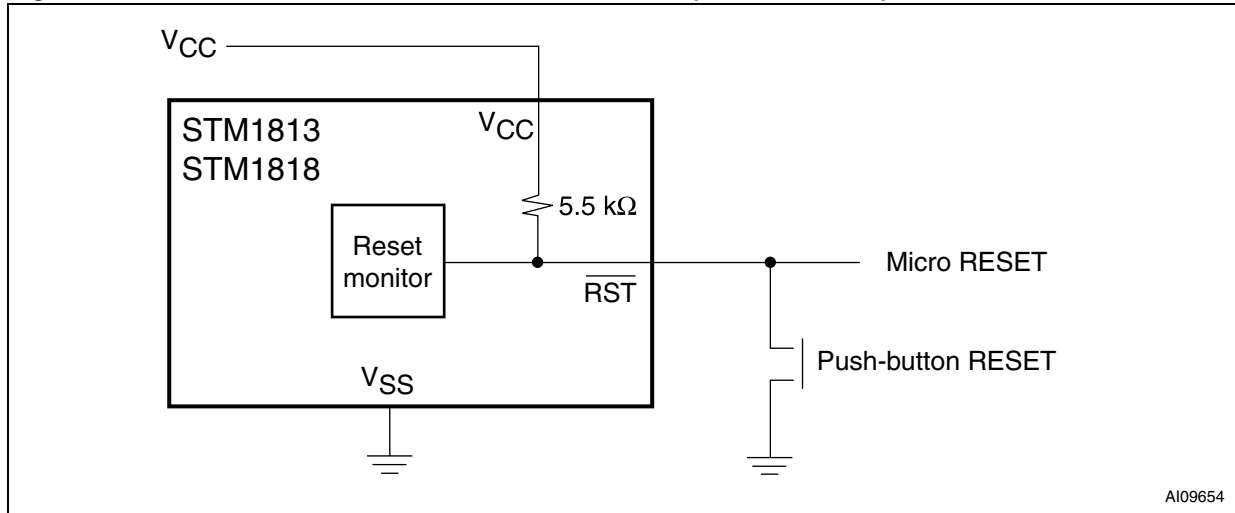 VCC
STM1813
STM1818
VCC
5.5 kΩ
Reset
monitor
RST
Micro RESET
Push-button RESET
VSS
AI09654